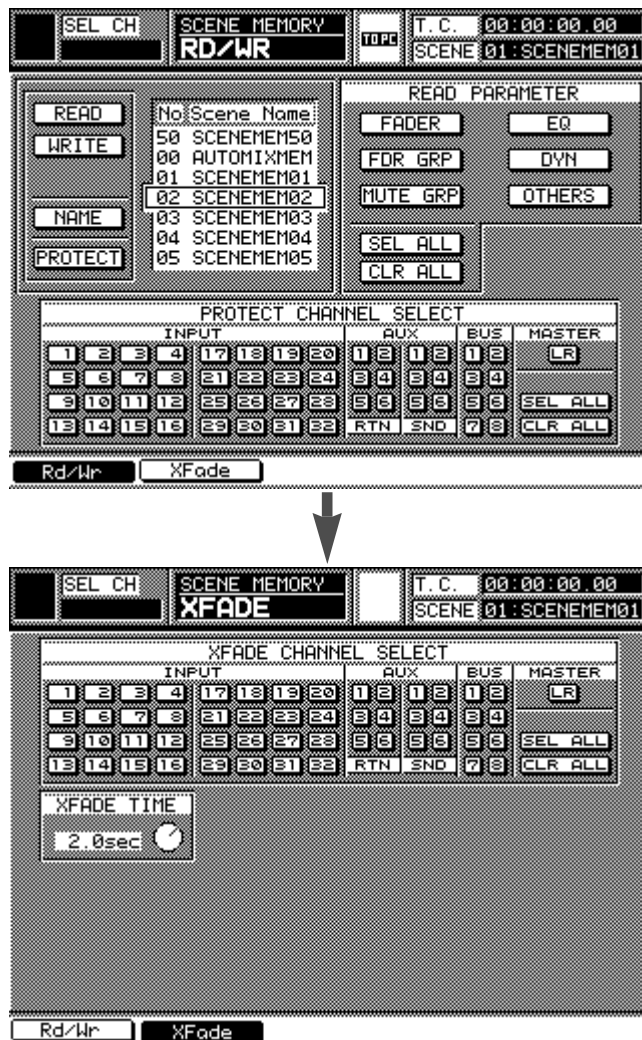 SEL CH
SCENE MEMORY
RD/WR
TO PC
T.C. 00:00:00.00
SCENE 01:SCENEMEM01
READ
WRITE
NAME
PROTECT
No Scene Name
50 SCENEMEM50
00 AUTOMIXMEM
01 SCENEMEM01
02 SCENEMEM02
03 SCENEMEM03
04 SCENEMEM04
05 SCENEMEM05
READ PARAMETER
FADER EQ
FDR GRP DYN
MUTE GRP OTHERS
SEL ALL
CLR ALL
PROTECT CHANNEL SELECT
INPUT AUX BUS MASTER
1 2 3 4 17 18 19 20 1 2 1 2 1 2 LR
5 6 7 8 21 22 23 24 3 4 3 4 3 4
9 10 11 12 25 26 27 28 5 6 5 6 5 6 SEL ALL
13 14 15 16 29 30 31 32 RTN SND 7 8 CLR ALL
Rd/Wr XFade
SEL CH
SCENE MEMORY
XFADE
T.C. 00:00:00.00
SCENE 01:SCENEMEM01
XFADE CHANNEL SELECT
INPUT AUX BUS MASTER
1 2 3 4 17 18 19 20 1 2 1 2 1 2 LR
5 6 7 8 21 22 23 24 3 4 3 4 3 4
9 10 11 12 25 26 27 28 5 6 5 6 5 6 SEL ALL
13 14 15 16 29 30 31 32 RTN SND 7 8 CLR ALL
XFADE TIME
2.0sec
Rd/Wr XFade